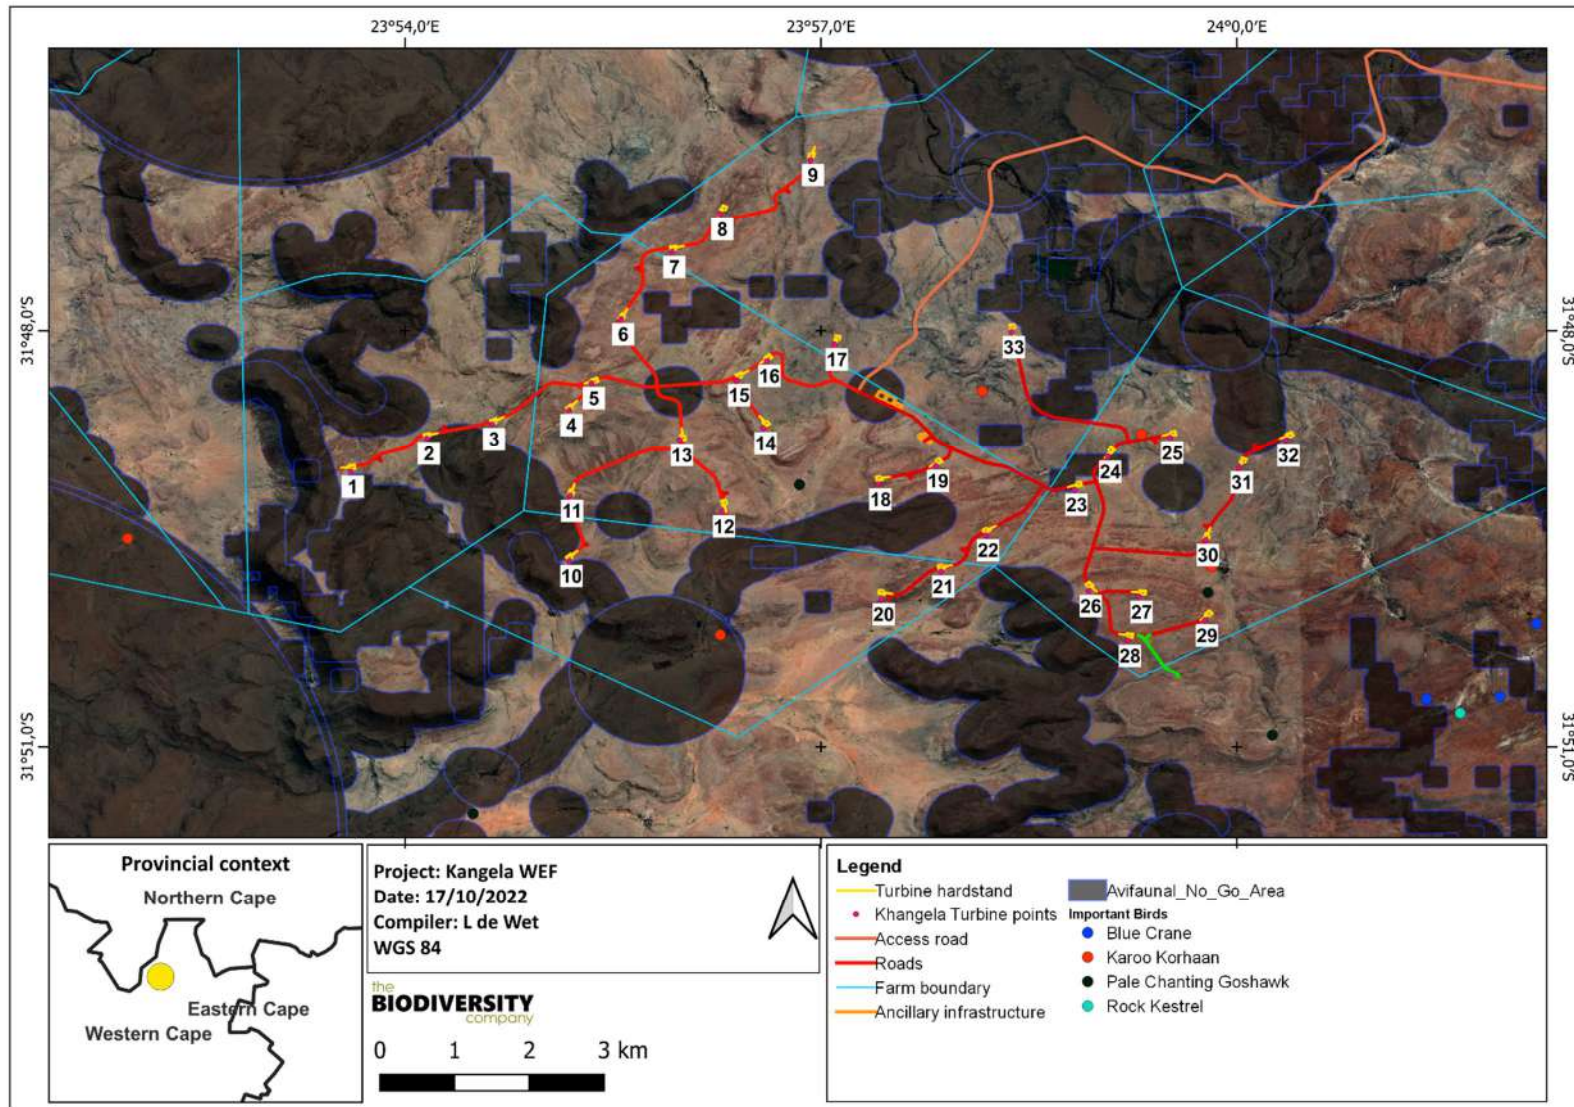 23°54,0'E 23°57,0'E 24°0,0'E
9
8
7
31°48,0'S 6 17 33 31°48,0'S
16
5 15
4
3 14
2 13 24 25 32
1 19 31
18 23
11 12
22 30
10
21
20 26 27
29
28
31°51,0'S 31°51,0'S
Provincial context
Northern Cape
Eastern Cape
Western Cape
Project: Kangela WEF
Date: 17/10/2022
Compiler: L de Wet
WGS 84
the
BIODIVERSITY
company
0 1 2 3 km
Legend
Turbine hardstand
Khangela Turbine points
Access road
Roads
Farm boundary
Ancillary infrastructure
Avifaunal_No_Go_Area
Important Birds
Blue Crane
Karoo Korhaan
Pale Chanting Goshawk
Rock Kestrel